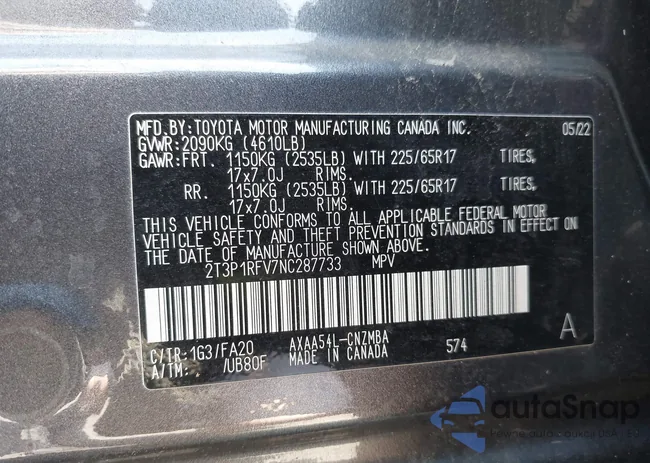 MFD.BY:TOYOTA MOTOR MANUFACTURING CANADA INC. 05/22
GVWR:2090KG (4610LB)
GAWR:FRT. 1150KG (2535LB) WITH 225/65R17 TIRES,
17x7.0J RIMS.
RR. 1150KG (2535LB) WITH 225/65R17 TIRES,
17x7.0J RIMS.
THIS VEHICLE CONFORMS TO ALL APPLICABLE FEDERAL MOTOR
VEHICLE SAFETY AND THEFT PREVENTION STANDARDS IN EFFECT ON
THE DATE OF MANUFACTURE SHOWN ABOVE.
2T3P1RFV7NC287733 MPV
C/TR:1G3/FA20 AXAA54L-CNZMBA 574 A
A/TM: /UB80F MADE IN CANADA
autoSnap